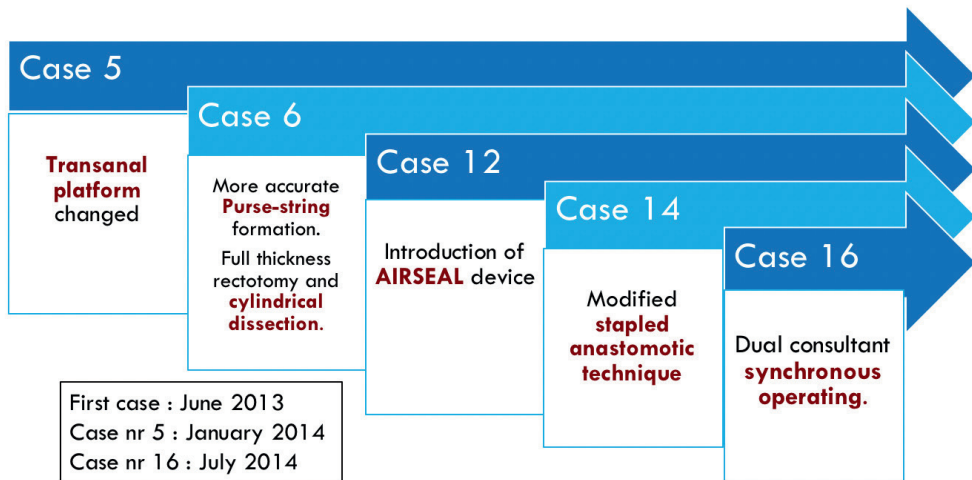 Case 5
Transanal
platform
changed
Case 6
More accurate
Purse-string
formation.
Full thickness
rectotomy and
cylindrical
dissection.
Case 12
Introduction of
AIRSEAL device
Case 14
Modified
stapled
anastomotic
technique
Case 16
Dual consultant
synchronous
operating.
First case : June 2013
Case nr 5 : January 2014
Case nr 16 : July 2014